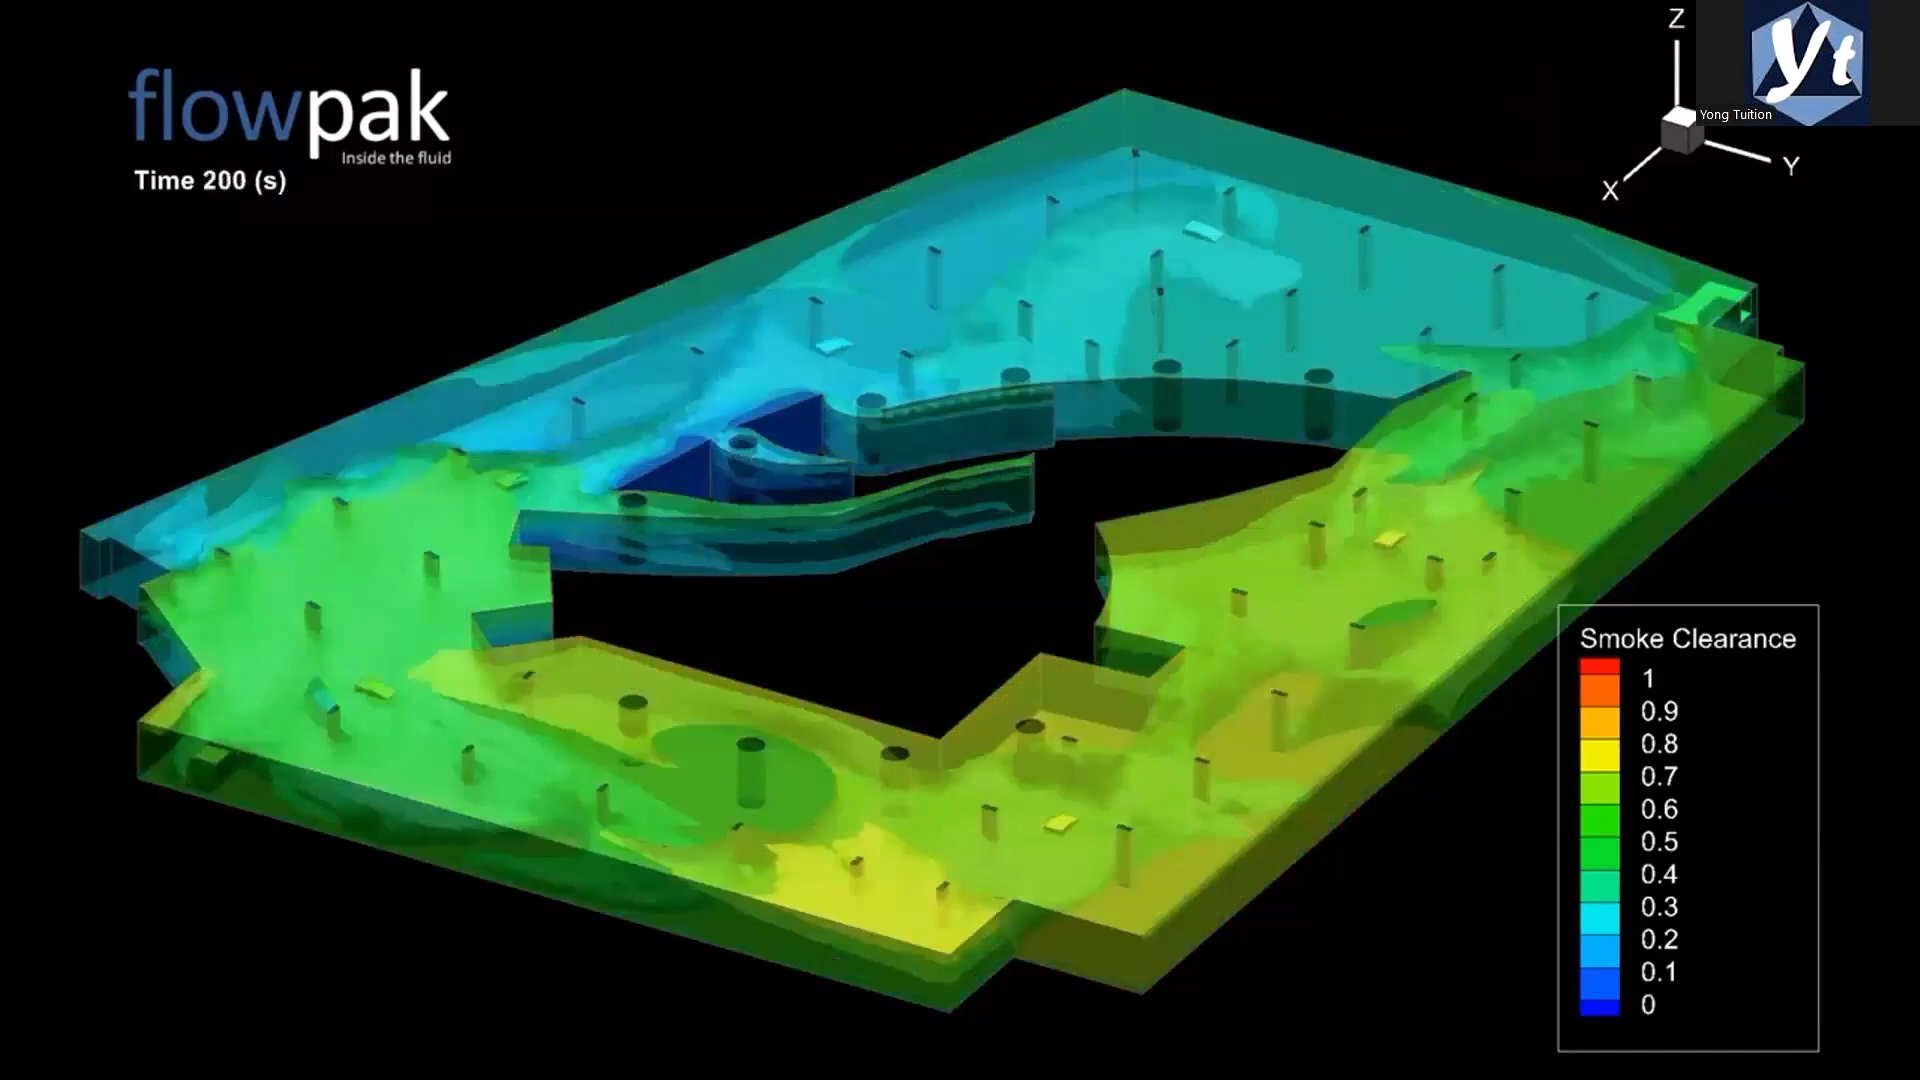 flowpak
Inside the fluid
Time 200 (s)
Z
Y
X
yt
Yong Tuition
Smoke Clearance
1
0.9
0.8
0.7
0.6
0.5
0.4
0.3
0.2
0.1
0